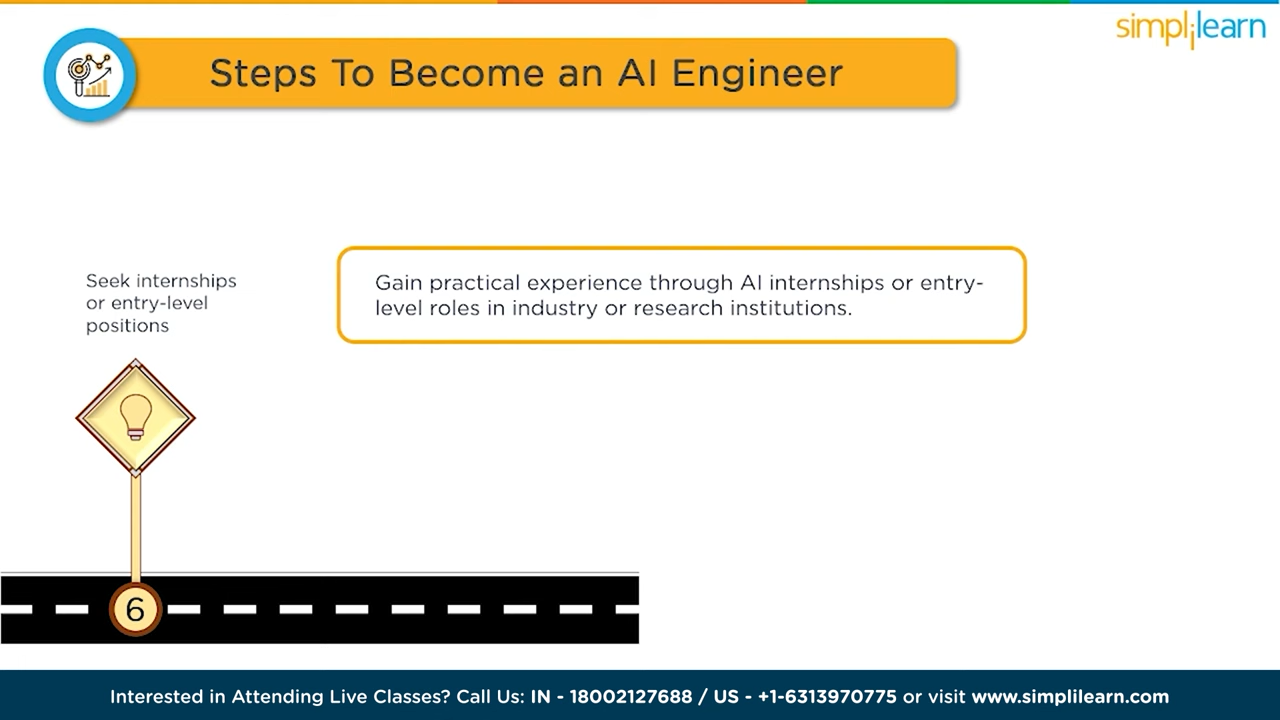 simplilearn
Steps To Become an AI Engineer
Seek internships
or entry-level
positions
Gain practical experience through AI internships or entry-
level roles in industry or research institutions.
6
Interested in Attending Live Classes? Call Us: IN - 18002127688 / US - +1-6313970775 or visit www.simplilearn.com